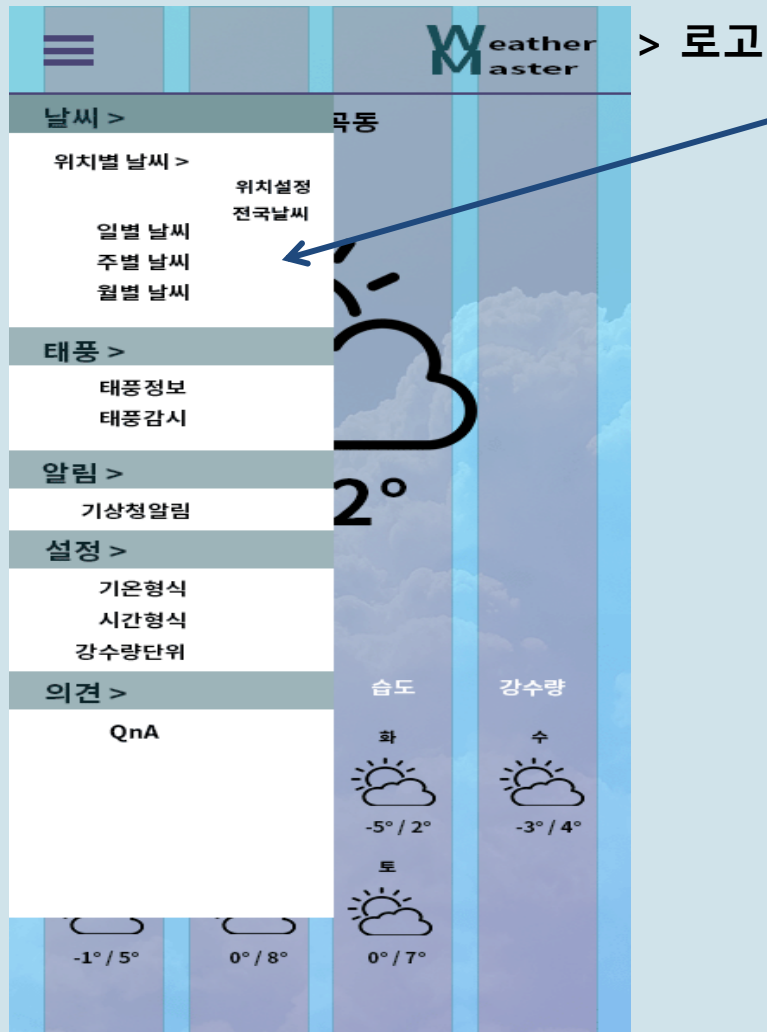 Weather > 로고
Master
날씨 >
곡동
위치별 날씨 >
위치설정
전국날씨
일별 날씨
주별 날씨
월별 날씨
태풍 >
태풍정보
태풍감시
알림 >
2°
기상청알림
설정 >
기온형식
시간형식
강수량단위
의견 >
습도 강수량
QnA
화 수
-5° / 2° -3° / 4°
토
-1° / 5° 0° / 8° 0° / 7°